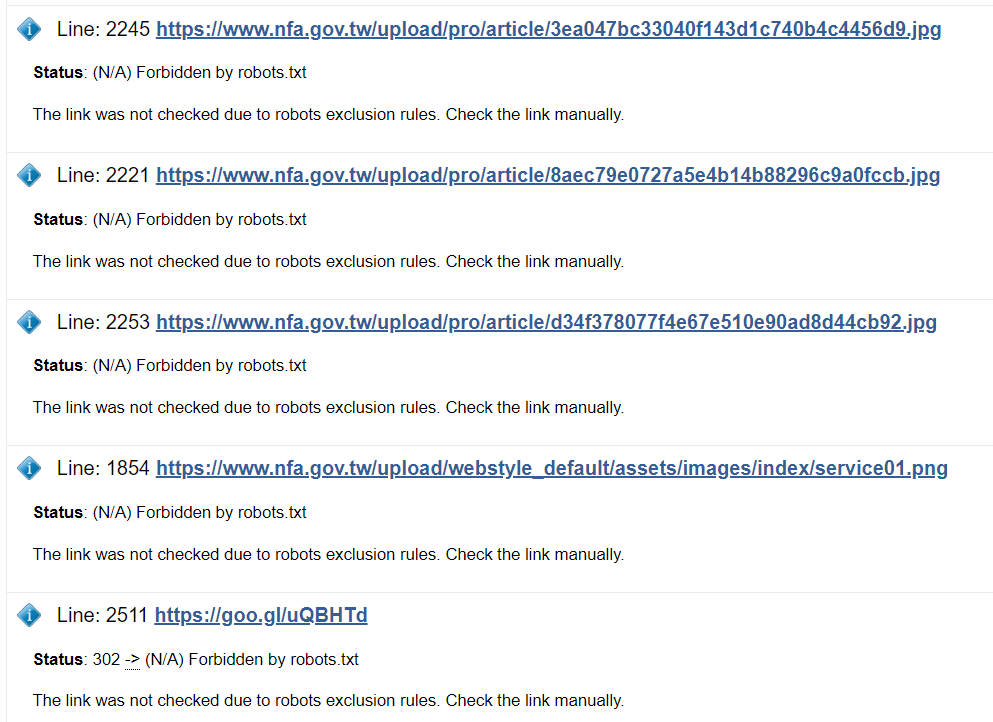 Line: 2245 https://www.nfa.gov.tw/upload/pro/article/3ea047bc33040f143d1c740b4c4456d9.jpg
Status: (N/A) Forbidden by robots.txt
The link was not checked due to robots exclusion rules. Check the link manually.
Line: 2221 https://www.nfa.gov.tw/upload/pro/article/8aec79e0727a5e4b14b88296c9a0fccb.jpg
Status: (N/A) Forbidden by robots.txt
The link was not checked due to robots exclusion rules. Check the link manually.
Line: 2253 https://www.nfa.gov.tw/upload/pro/article/d34f378077f4e67e510e90ad8d44cb92.jpg
Status: (N/A) Forbidden by robots.txt
The link was not checked due to robots exclusion rules. Check the link manually.
Line: 1854 https://www.nfa.gov.tw/upload/webstyle_default/assets/images/index/service01.png
Status: (N/A) Forbidden by robots.txt
The link was not checked due to robots exclusion rules. Check the link manually.
Line: 2511 https://goo.gl/uQBHTd
Status: 302 -> (N/A) Forbidden by robots.txt
The link was not checked due to robots exclusion rules. Check the link manually.